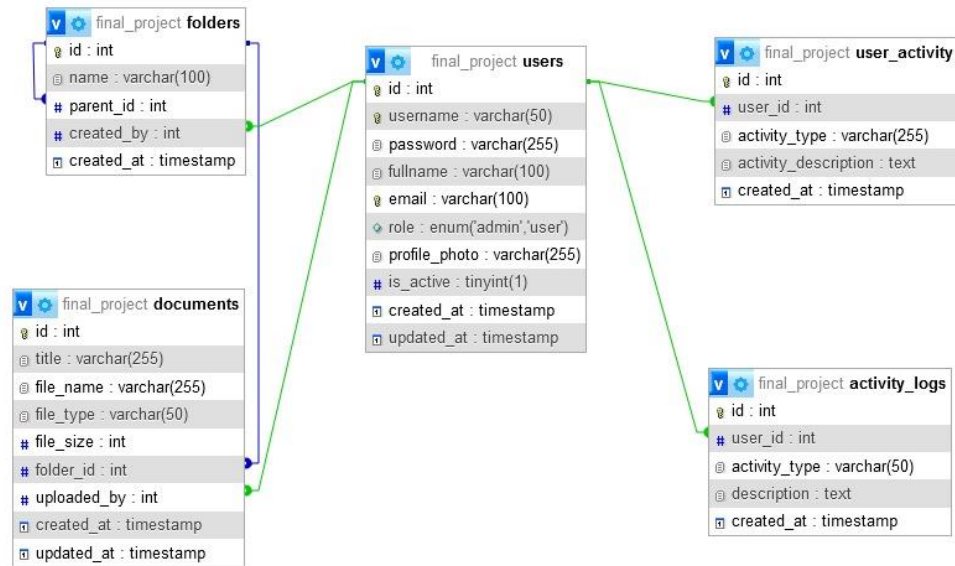 final_project folders
id : int
name : varchar(100)
parent_id : int
created_by : int
created_at : timestamp
final_project users
id : int
username : varchar(50)
password : varchar(255)
fullname : varchar(100)
email : varchar(100)
role : enum('admin','user')
profile_photo : varchar(255)
is_active : tinyint(1)
created_at : timestamp
updated_at : timestamp
final_project user_activity
id : int
user_id : int
activity_type : varchar(255)
activity_description : text
created_at : timestamp
final_project documents
id : int
title : varchar(255)
file_name : varchar(255)
file_type : varchar(50)
file_size : int
folder_id : int
uploaded_by : int
created_at : timestamp
updated_at : timestamp
final_project activity_logs
id : int
user_id : int
activity_type : varchar(50)
description : text
created_at : timestamp